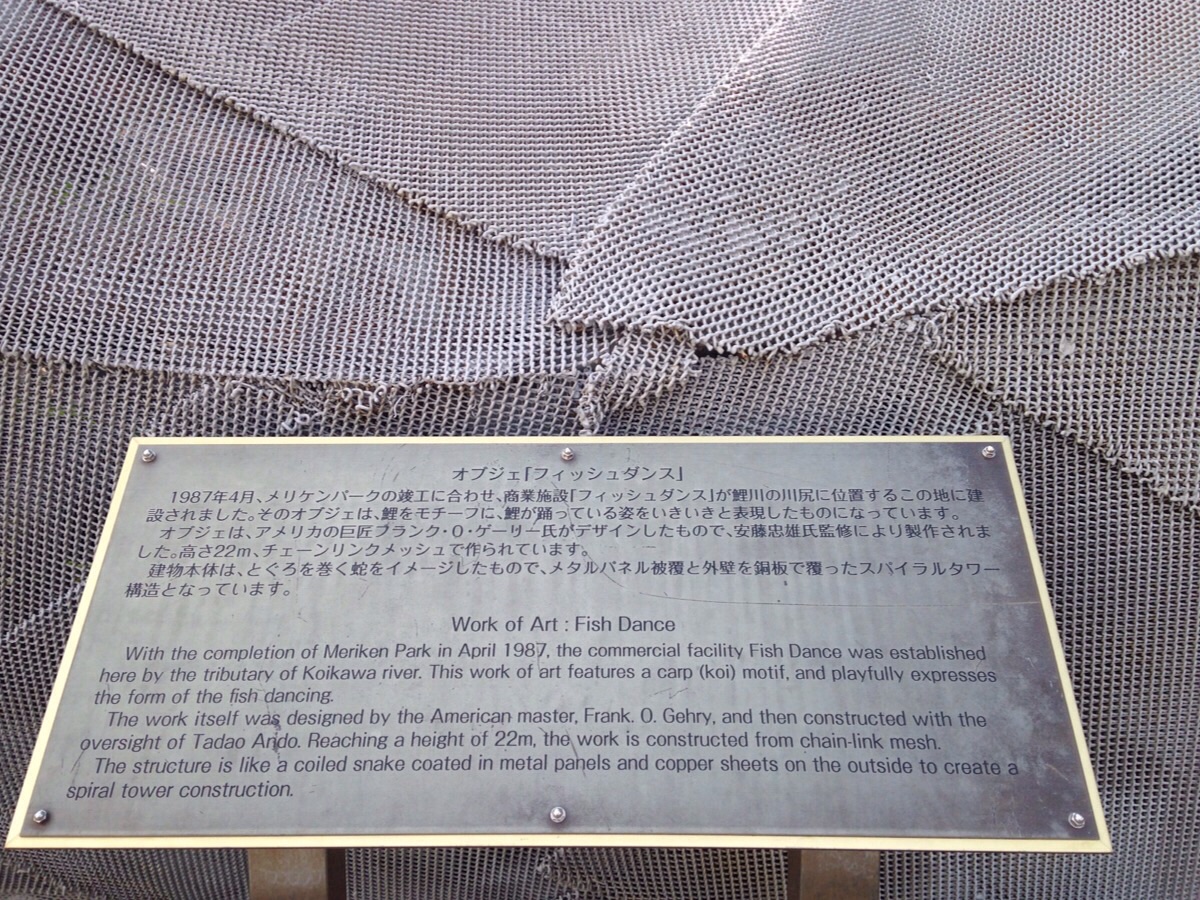 オブジェ「フィッシュダンス」
1987年4月、メリケンパークの竣工に合わせ、商業施設「フィッシュダンス」が鯉川の川尻に位置するこの地に建
設されました。そのオブジェは、鯉をモチーフに、鯉が踊っている姿をいきいきと表現したものになっています。
オブジェは、アメリカの巨匠フランク・O・ゲーリー氏がデザインしたもので、安藤忠雄氏監修により製作されま
した。高さ22m、チェーンリンクメッシュで作られています。
建物本体は、とぐろを巻く蛇をイメージしたもので、メタルパネル被覆と外壁を銅板で覆ったスパイラルタワー
構造となっています。
Work of Art : Fish Dance
With the completion of Meriken Park in April 1987, the commercial facility Fish Dance was established
here by the tributary of Koikawa river. This work of art features a carp (koi) motif, and playfully expresses
the form of the fish dancing.
The work itself was designed by the American master, Frank. O. Gehry, and then constructed with the
oversight of Tadao Ando. Reaching a height of 22m, the work is constructed from chain-link mesh.
The structure is like a coiled snake coated in metal panels and copper sheets on the outside to create a
spiral tower construction.